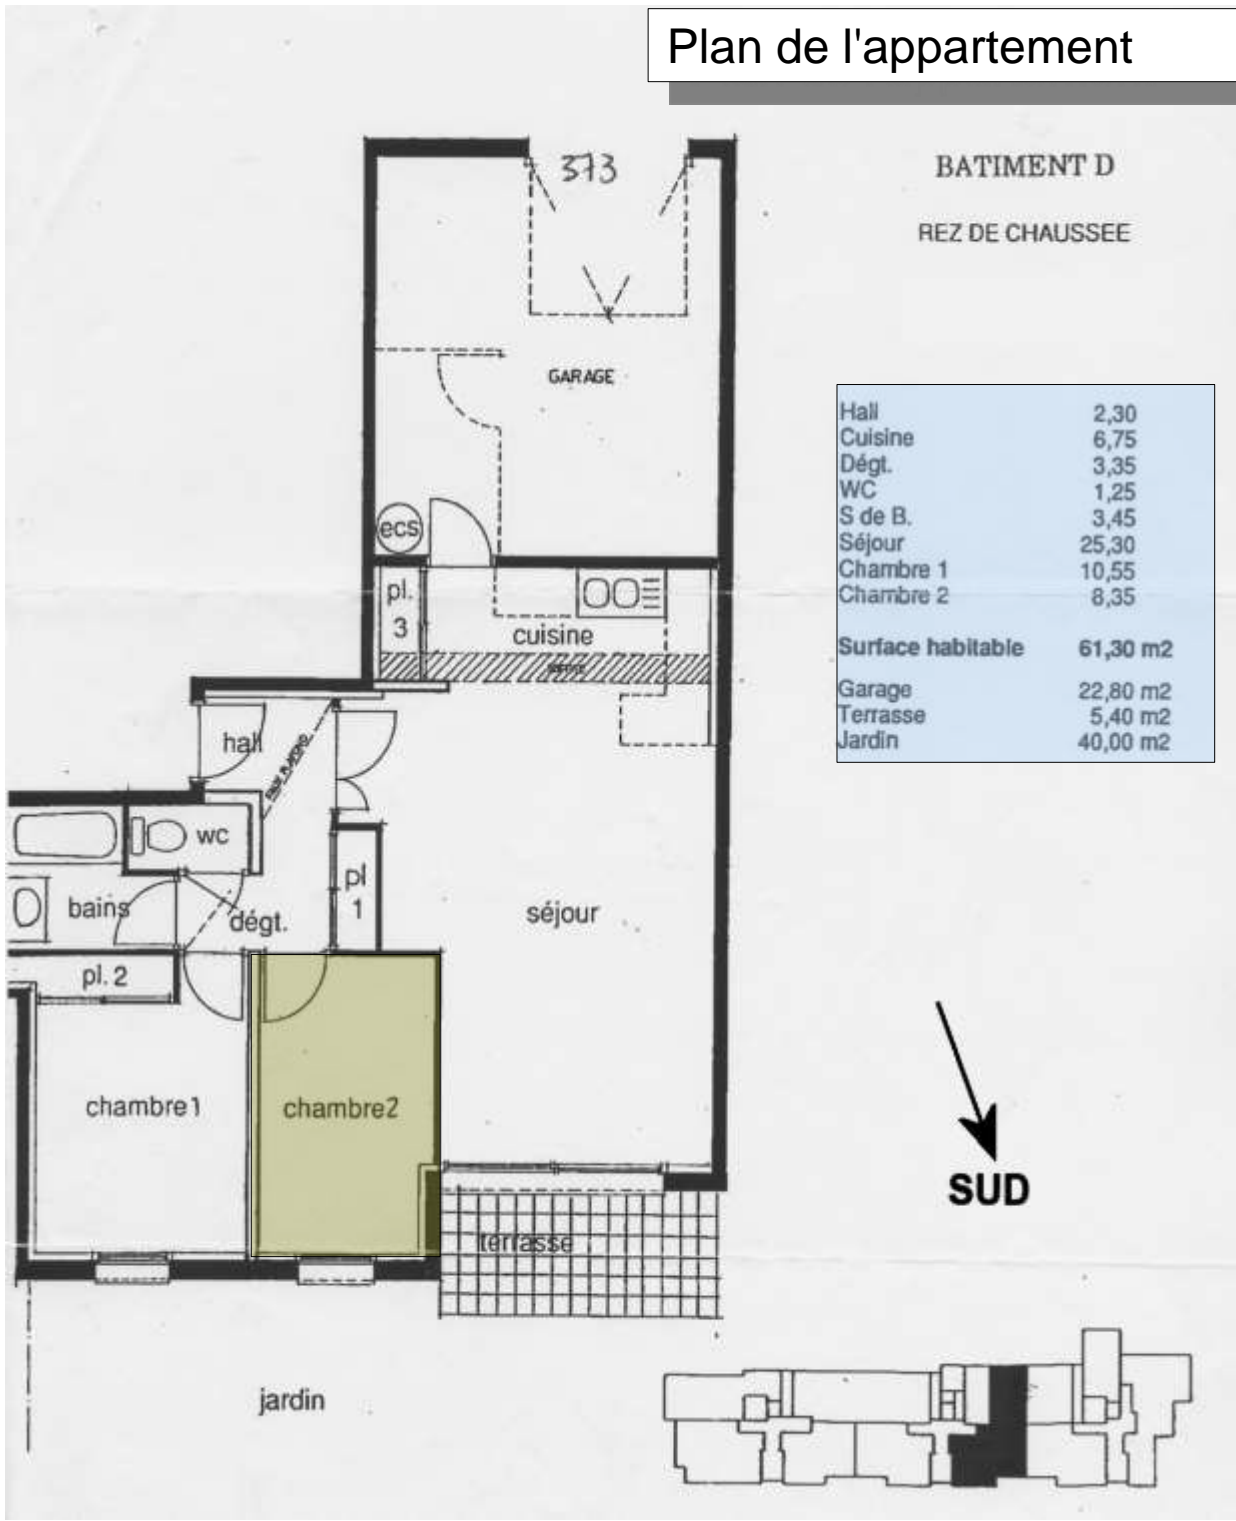 Plan de l'appartement
373
BATIMENT D
REZ DE CHAUSSEE
GARAGE
Hall 2,30
Cuisine 6,75
Dégt. 3,35
WC 1,25
S de B. 3,45
Séjour 25,30
Chambre 1 10,55
Chambre 2 8,35
Surface habitable 61,30 m2
Garage 22,80 m2
Terrasse 5,40 m2
Jardin 40,00 m2
ecs
pl.
3
cuisine
hall
wc
pl
1
bains
dégt.
séjour
pl. 2
chambre1
chambre2
SUD
terrasse
jardin